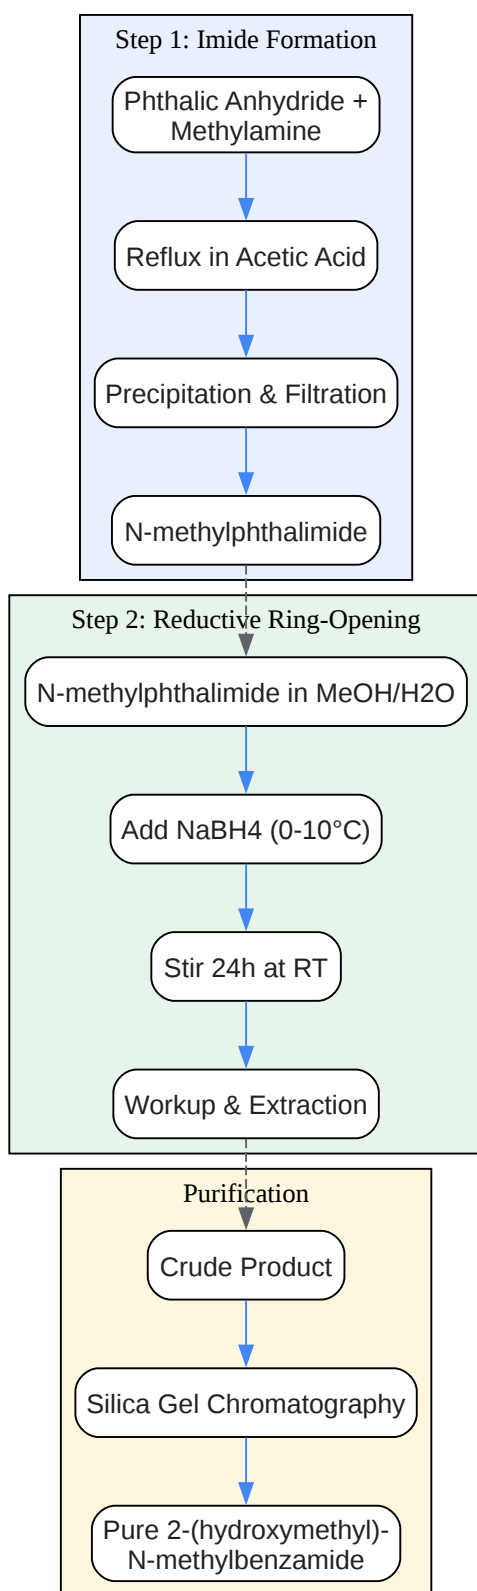 Step 1: Imide Formation
Phthalic Anhydride +
Methylamine
Reflux in Acetic Acid
Precipitation & Filtration
N-methylphthalimide
Step 2: Reductive Ring-Opening
N-methylphthalimide in MeOH/H2O
Add NaBH4 (0-10°C)
Stir 24h at RT
Workup & Extraction
Purification
Crude Product
Silica Gel Chromatography
Pure 2-(hydroxymethyl)-
N-methylbenzamide